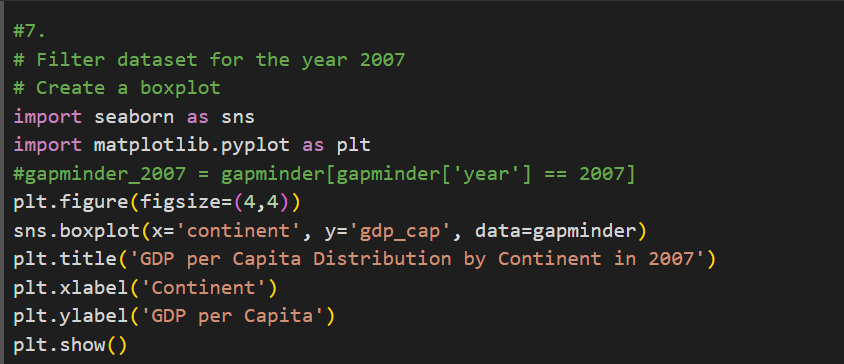 #7.
# Filter dataset for the year 2007
# Create a boxplot
import seaborn as sns
import matplotlib.pyplot as plt
#gapminder_2007 = gapminder[gapminder['year'] == 2007]
plt.figure(figsize=(4,4))
sns.boxplot(x='continent', y='gdp_cap', data=gapminder)
plt.title('GDP per Capita Distribution by Continent in 2007')
plt.xlabel('Continent')
plt.ylabel('GDP per Capita')
plt.show()